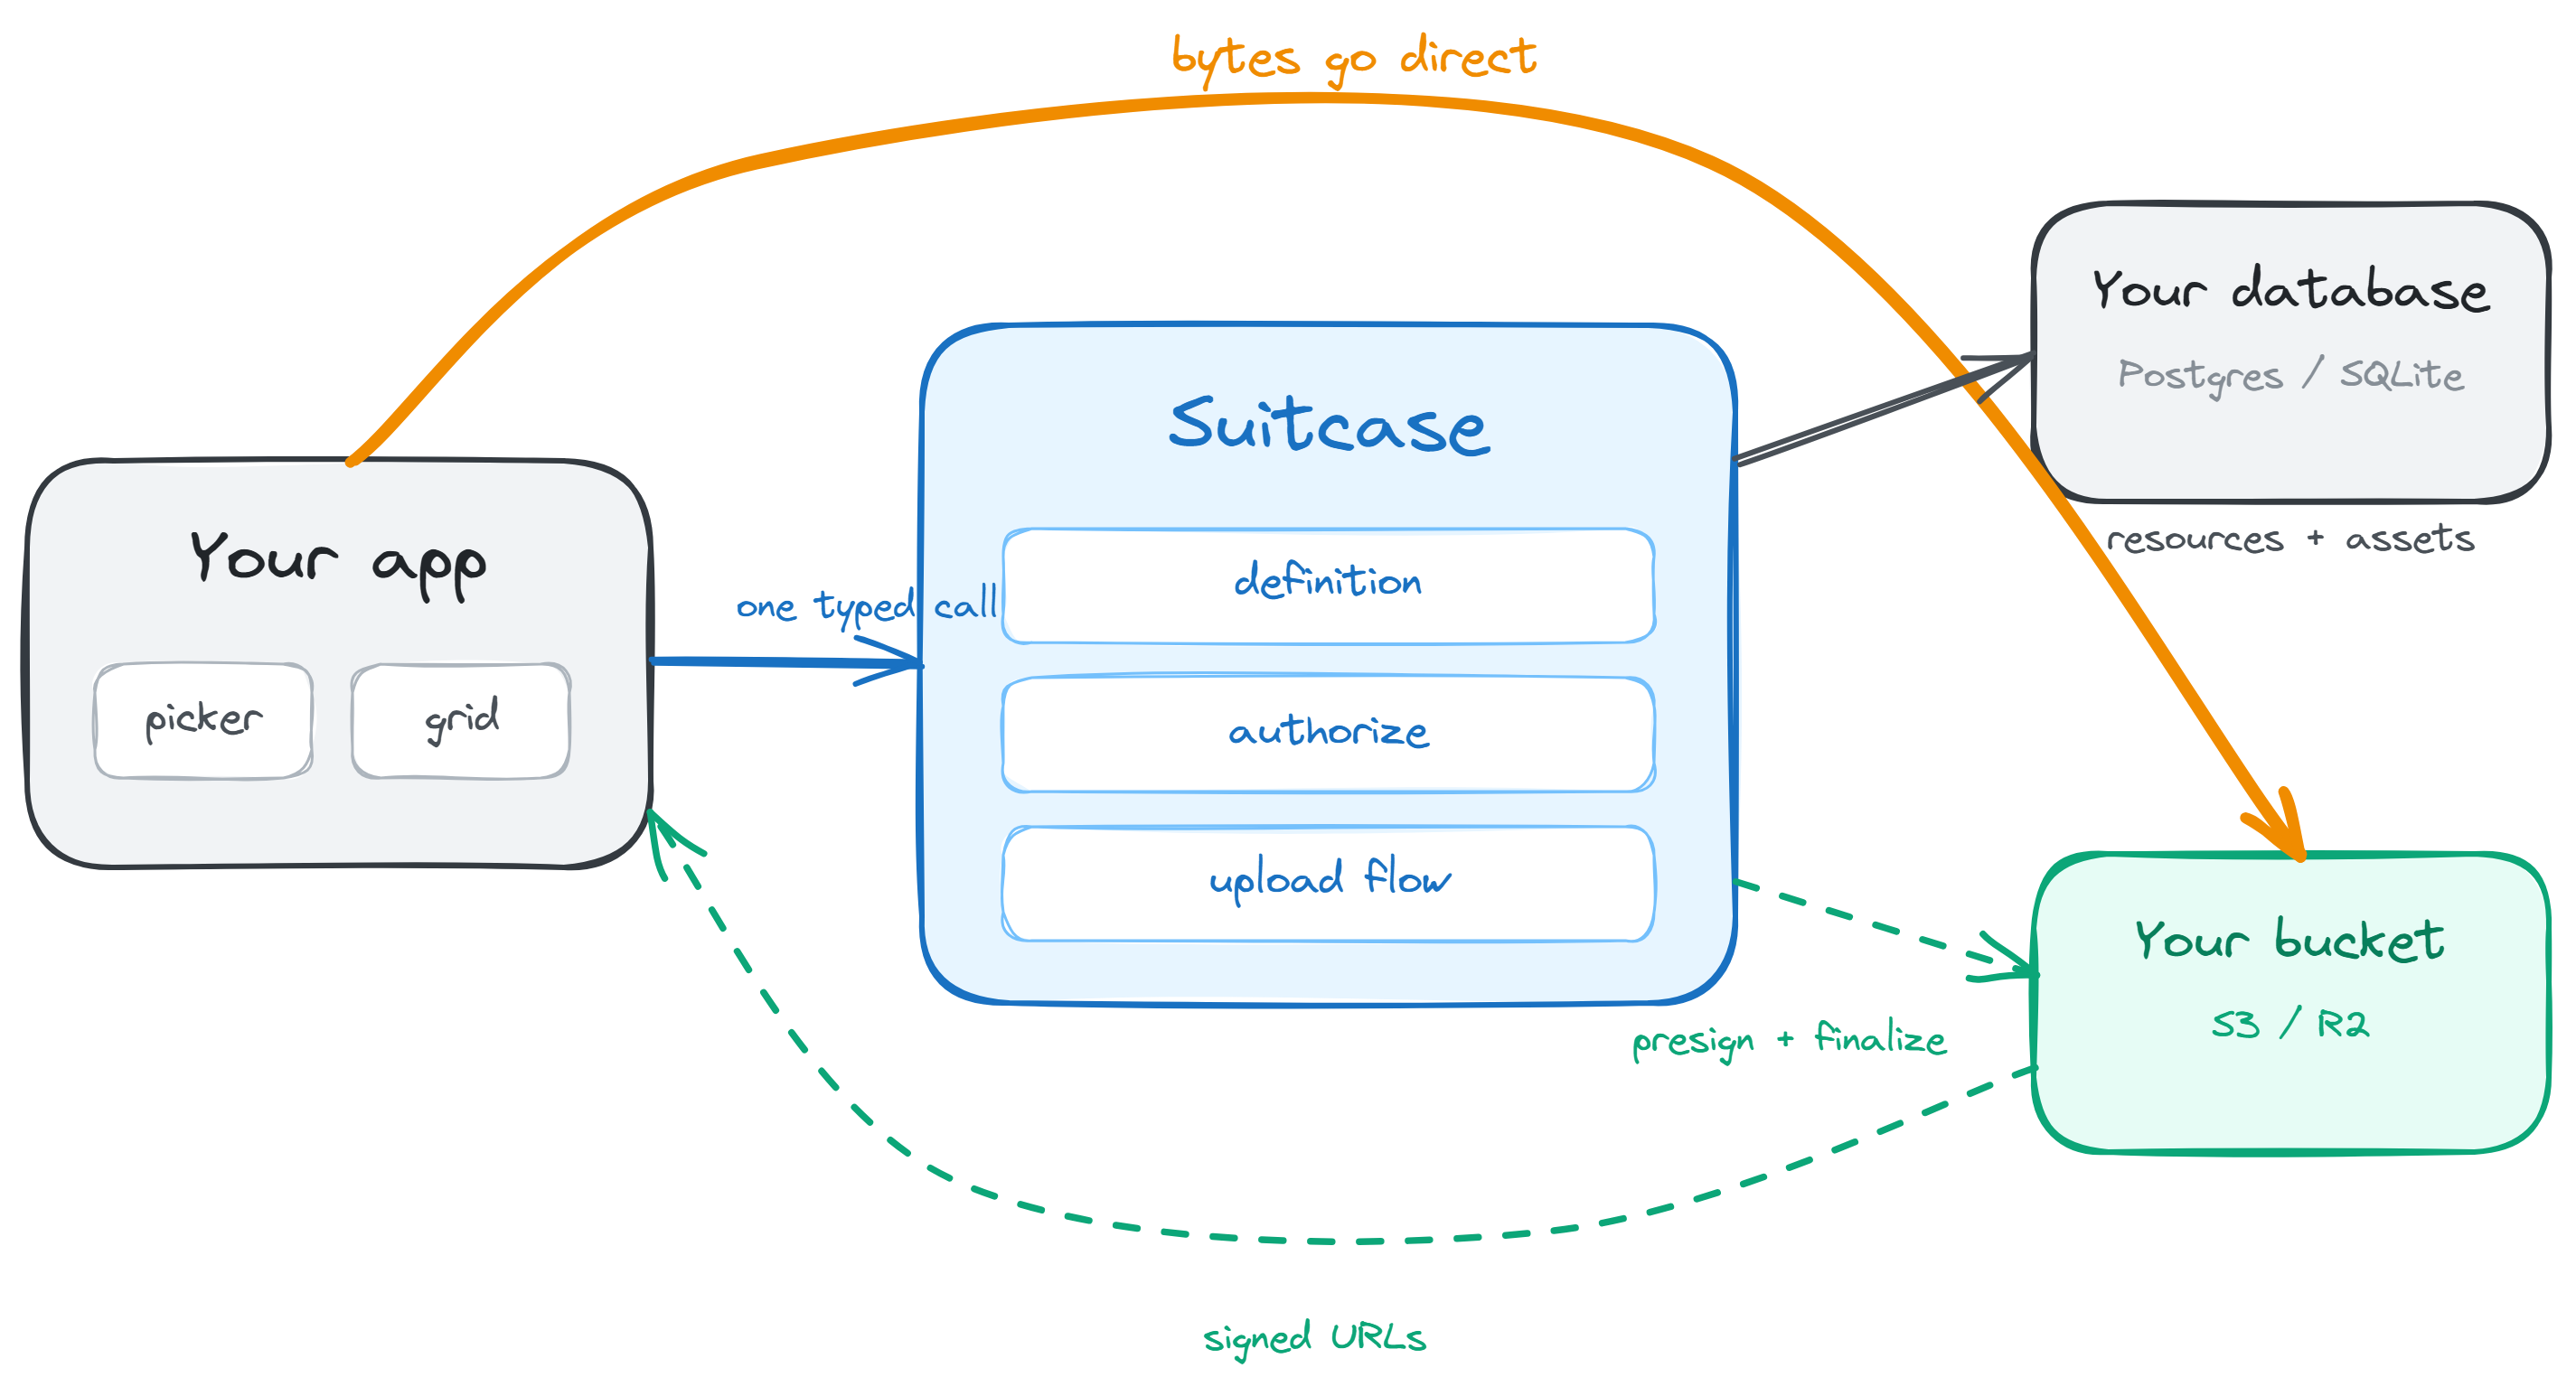 bytes go direct
Your database
Postgres / SQLite
resources + assets
Suitcase
definition
authorize
upload flow
Your app
picker
grid
one typed call
Your bucket
S3 / R2
presign + finalize
signed URLs